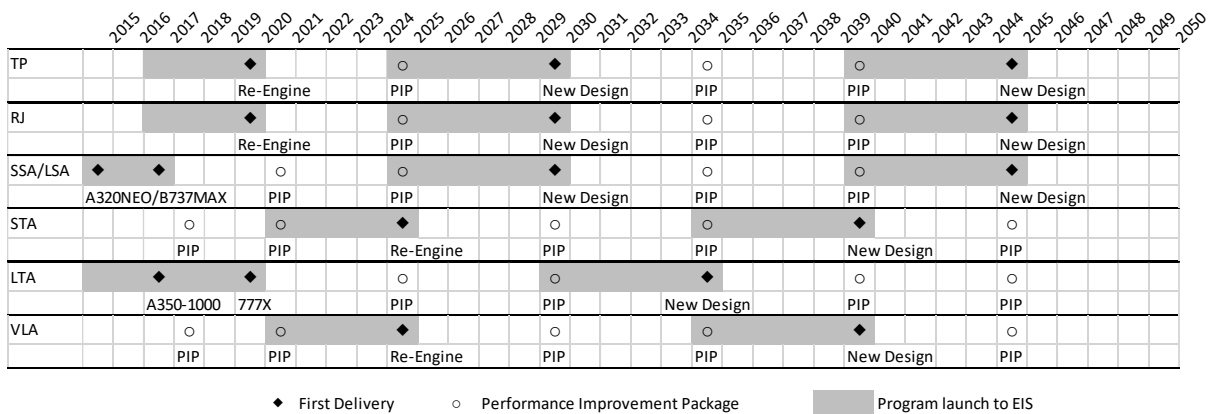 2015 2016 2017 2018 2019 2020 2021 2022 2023 2024 2025 2026 2027 2028 2029 2030 2031 2032 2033 2034 2035 2036 2037 2038 2039 2040 2041 2042 2043 2044 2045 2046 2047 2048 2049 2050
TP
Re-Engine PIP New Design PIP PIP New Design
RJ
Re-Engine PIP New Design PIP PIP New Design
SSA/LSA
A320NEO/B737MAX PIP PIP New Design PIP PIP New Design
STA
PIP PIP Re-Engine PIP PIP New Design PIP
LTA
A350-1000 777X PIP PIP New Design PIP PIP
VLA
PIP PIP Re-Engine PIP PIP New Design PIP
First Delivery Performance Improvement Package Program launch to EIS